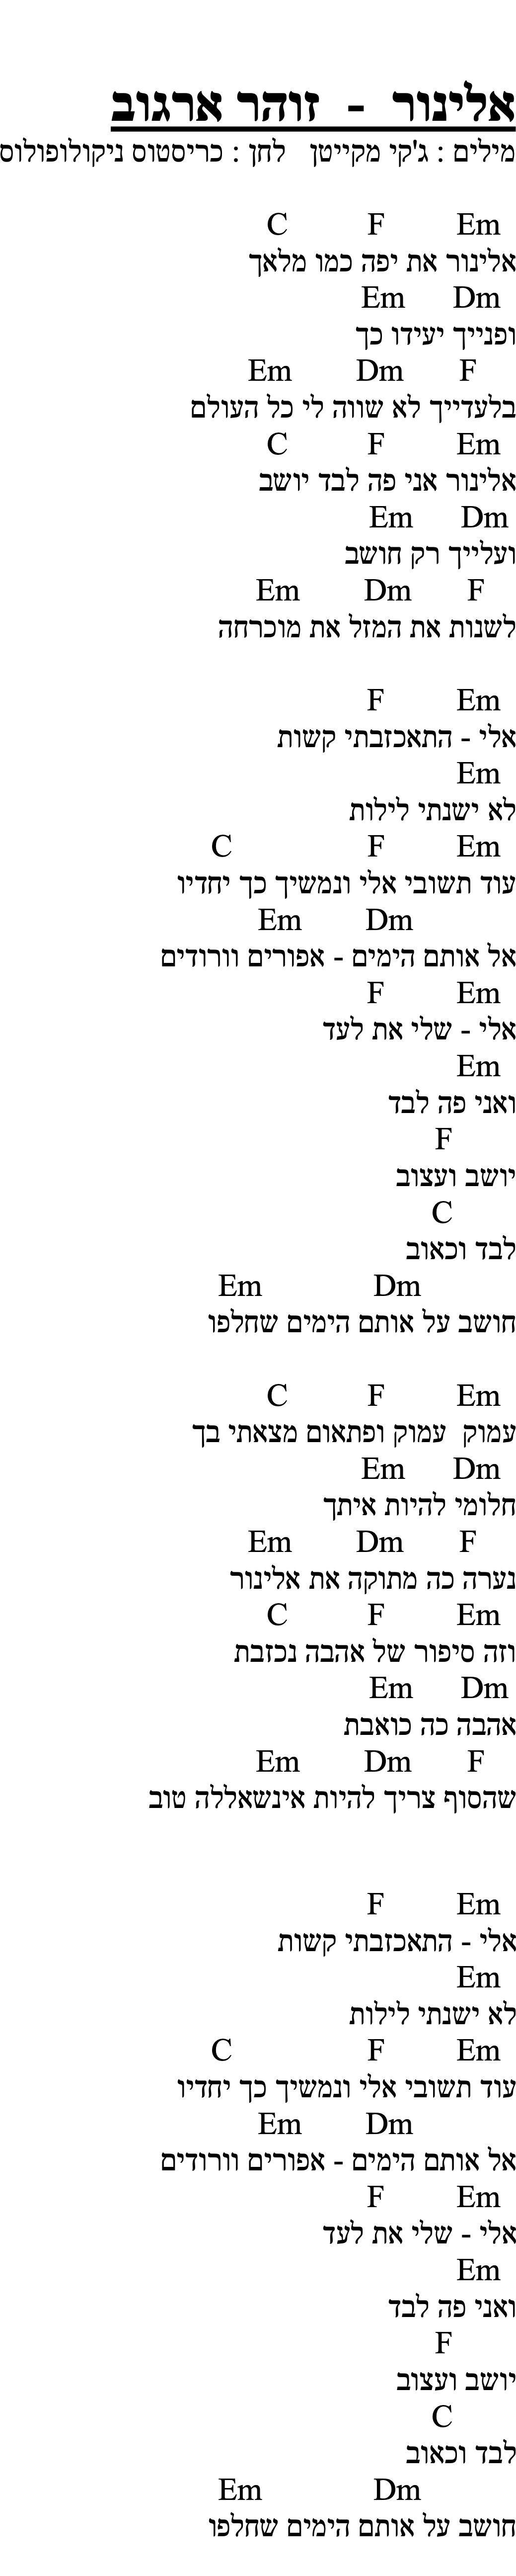 אלינור - זוהר ארגוב
מילים : ג'קי מקייטן לחן : כריסטוס ניקולופולוס
Em F C
אלינור את יפה כמו מלאך
Dm Em
ופנייך יעידו כך
F Dm Em
בלעדייך לא שווה לי כל העולם
Em F C
אלינור אני פה לבד יושב
Dm Em
ועלייך רק חושב
F Dm Em
לשנות את המזל את מוכרחה
Em F
אלי - התאכזבתי קשות
Em
לא ישנתי לילות
Em F C
עוד תשובי אלי ונמשיך כך יחדיו
Dm Em
אל אותם הימים - אפורים וורודים
Em F
אלי - שלי את לעד
Em
ואני פה לבד
F
יושב ועצוב
C
לבד וכאוב
Dm Em
חושב על אותם הימים שחלפו
Em F C
עמוק עמוק ופתאום מצאתי בך
Dm Em
חלומי להיות איתך
F Dm Em
נערה כה מתוקה את אלינור
Em F C
וזה סיפור של אהבה נכזבת
Dm Em
אהבה כה כואבת
F Dm Em
שהסוף צריך להיות אינשאללה טוב
Em F
אלי - התאכזבתי קשות
Em
לא ישנתי לילות
Em F C
עוד תשובי אלי ונמשיך כך יחדיו
Dm Em
אל אותם הימים - אפורים וורודים
Em F
אלי - שלי את לעד
Em
ואני פה לבד
F
יושב ועצוב
C
לבד וכאוב
Dm Em
חושב על אותם הימים שחלפו